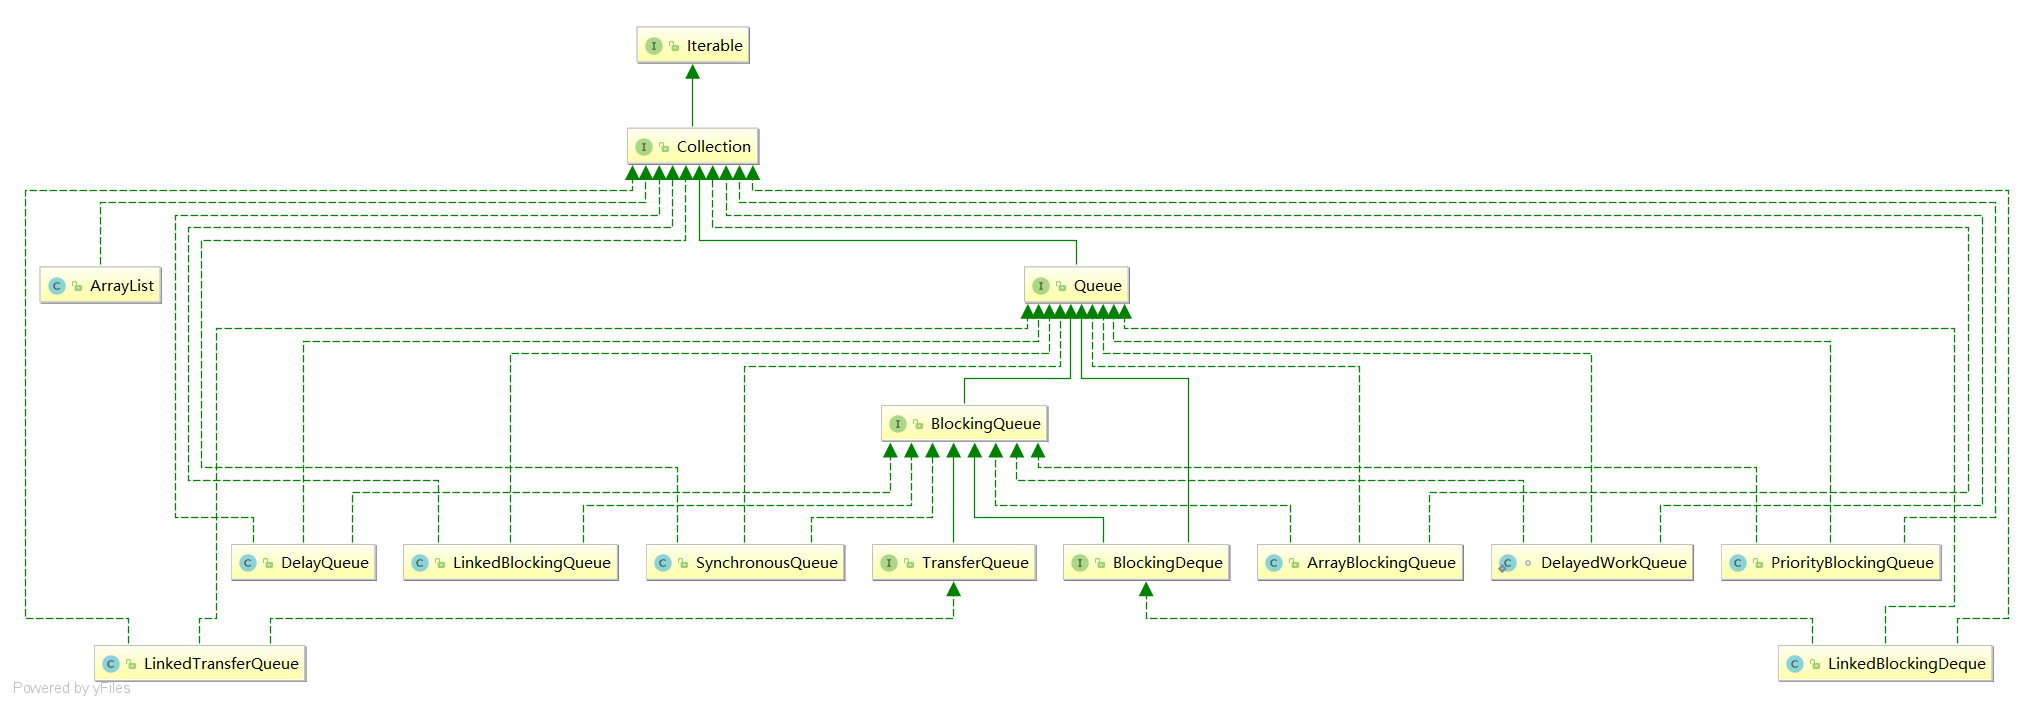 I Iterable
I Collection
C ArrayList
I Queue
I BlockingQueue
C DelayQueue
C LinkedBlockingQueue
C SynchronousQueue
I TransferQueue
I BlockingDeque
C ArrayBlockingQueue
C DelayedWorkQueue
C PriorityBlockingQueue
C LinkedTransferQueue
C LinkedBlockingDeque
Powered by yFiles